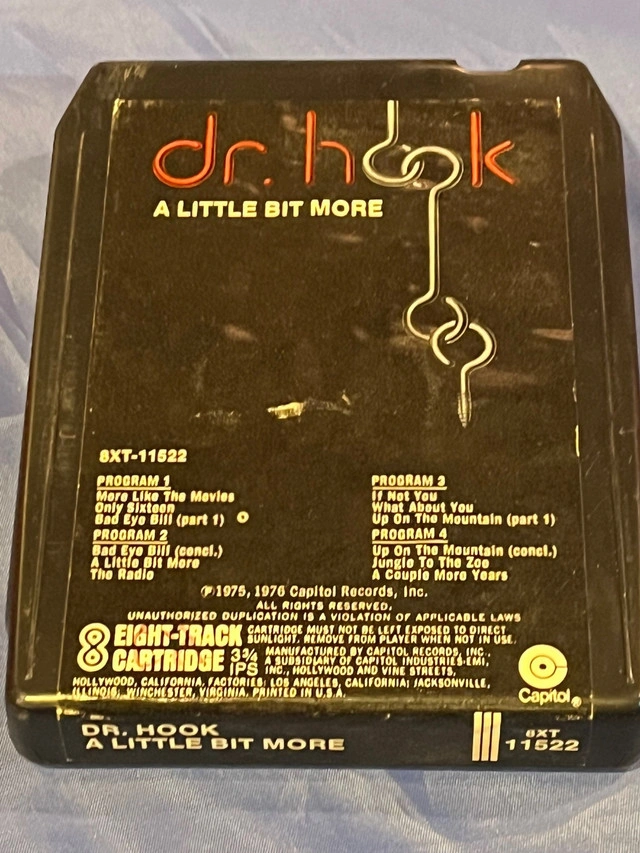 dr. hook
A LITTLE BIT MORE
8XT-11522
PROGRAM 1
More Like The Movies
Only Sixteen
Bad Eye Bill (part 1)
PROGRAM 2
Bad Eye Bill (concl.)
A Little Bit More
The Radio
PROGRAM 3
If Not You
What About You
Up On The Mountain (part 1)
PROGRAM 4
Up On The Mountain (concl.)
Jungle To The Zoo
A Couple More Years
℗1975, 1976 Capitol Records, Inc.
ALL RIGHTS RESERVED.
UNAUTHORIZED DUPLICATION IS A VIOLATION OF APPLICABLE LAWS
8 EIGHT-TRACK CARTRIDGE 3¾ IPS
CARTRIDGE MUST NOT BE LEFT EXPOSED TO DIRECT
SUNLIGHT. REMOVE FROM PLAYER WHEN NOT IN USE.
MANUFACTURED BY CAPITOL RECORDS, INC.,
A SUBSIDIARY OF CAPITOL INDUSTRIES-EMI,
INC., HOLLYWOOD AND VINE STREETS,
HOLLYWOOD, CALIFORNIA. FACTORIES: LOS ANGELES, CALIFORNIA; JACKSONVILLE,
ILLINOIS; WINCHESTER, VIRGINIA. PRINTED IN U.S.A.
Capitol®
DR. HOOK
A LITTLE BIT MORE
8XT
11522